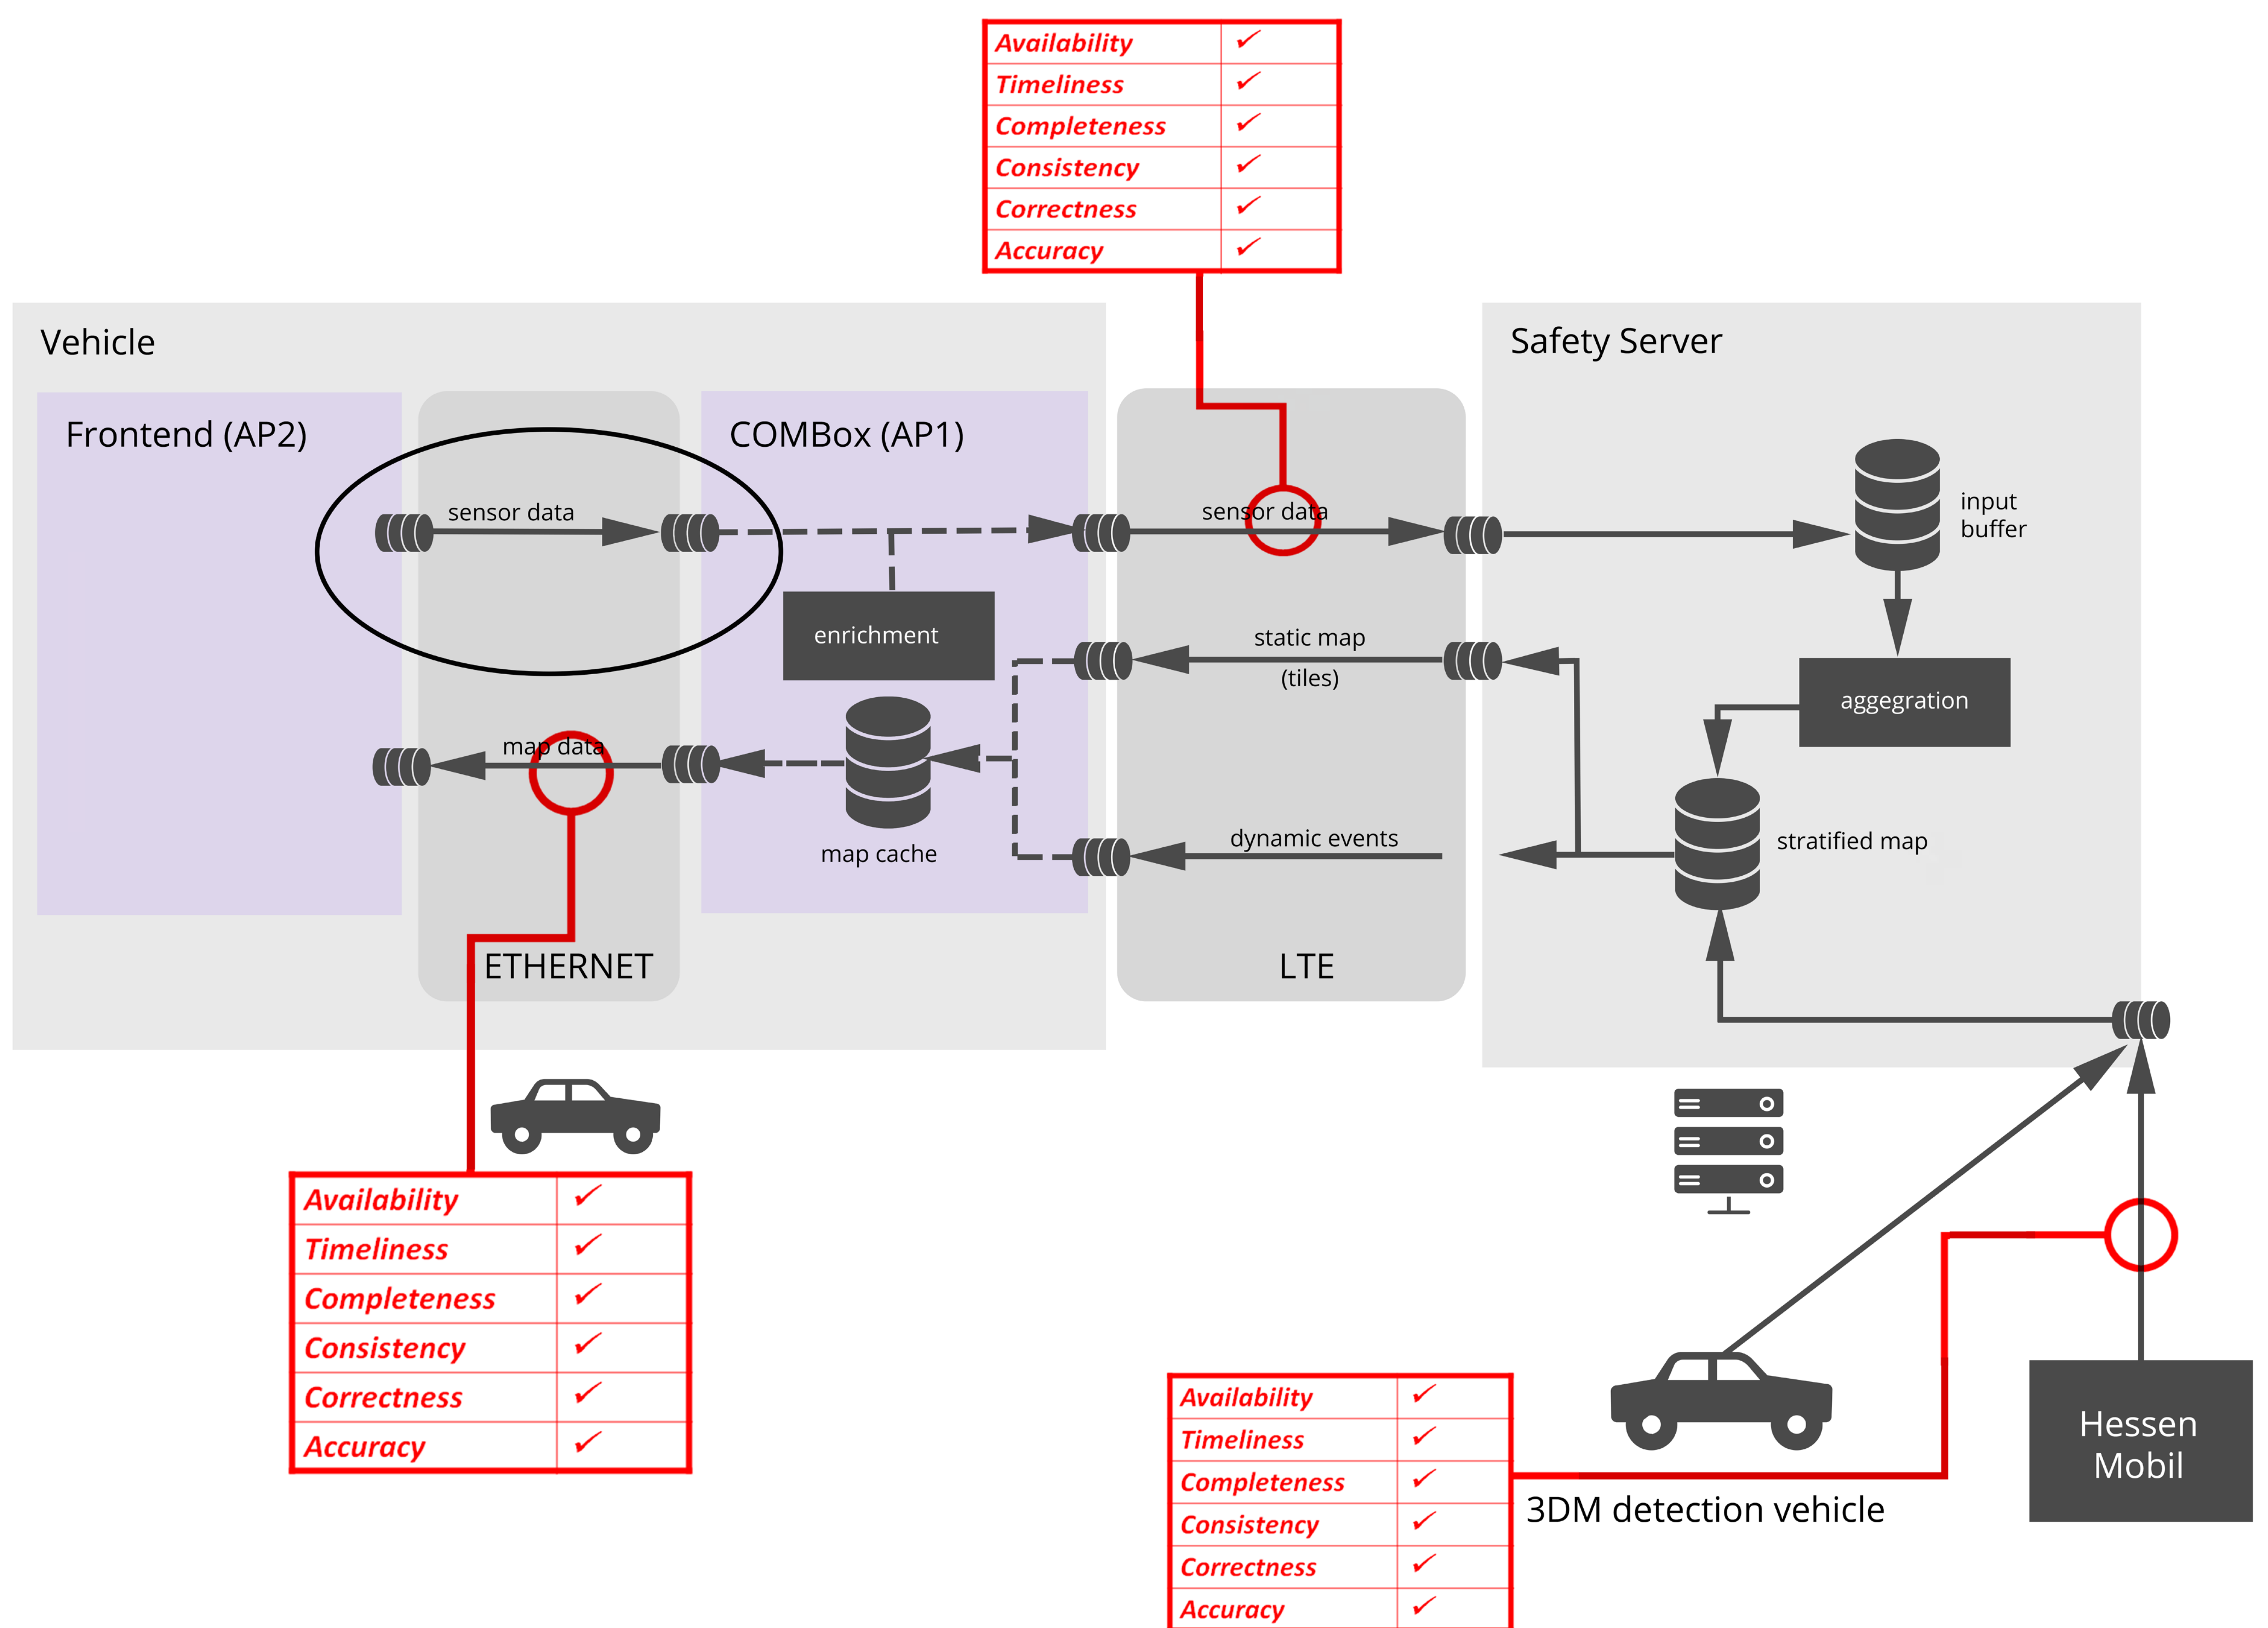 Availability ✓
Timeliness ✓
Completeness ✓
Consistency ✓
Correctness ✓
Accuracy ✓
Vehicle
Safety Server
Frontend (AP2)
COMBox (AP1)
sensor data
sensor data
input
buffer
enrichment
static map
(tiles)
aggegration
map data
map cache
dynamic events
stratified map
ETHERNET
LTE
Availability ✓
Timeliness ✓
Completeness ✓
Consistency ✓
Correctness ✓
Accuracy ✓
Availability ✓
Timeliness ✓
Completeness ✓
Consistency ✓
Correctness ✓
Accuracy ✓
3DM detection vehicle
Hessen
Mobil